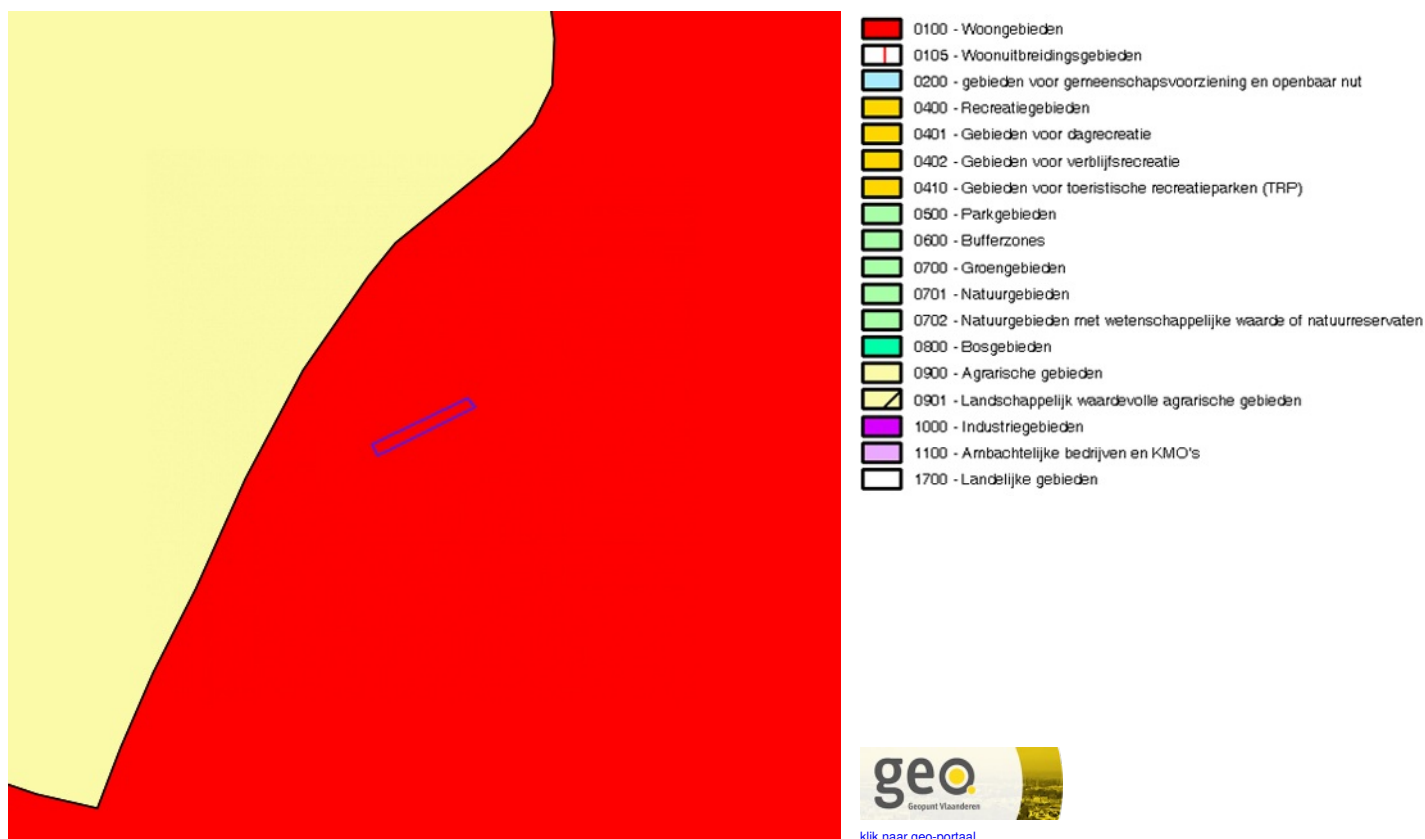 0100 - Woongebieden
0105 - Woonuitbreidingsgebieden
0200 - gebieden voor gemeenschapsvoorziening en openbaar nut
0400 - Recreatiegebieden
0401 - Gebieden voor dagrecreatie
0402 - Gebieden voor verblijfsrecreatie
0410 - Gebieden voor toeristische recreatieparken (TRP)
0500 - Parkgebieden
0600 - Bufferzones
0700 - Groengebieden
0701 - Natuurgebieden
0702 - Natuurgebieden met wetenschappelijke waarde of natuurreservaten
0800 - Bosgebieden
0900 - Agrarische gebieden
0901 - Landschappelijk waardevolle agrarische gebieden
1000 - Industriegebieden
1100 - Ambachtelijke bedrijven en KMO's
1700 - Landelijke gebieden
geo.
Geopunt Vlaanderen
klik naar geo-portaal